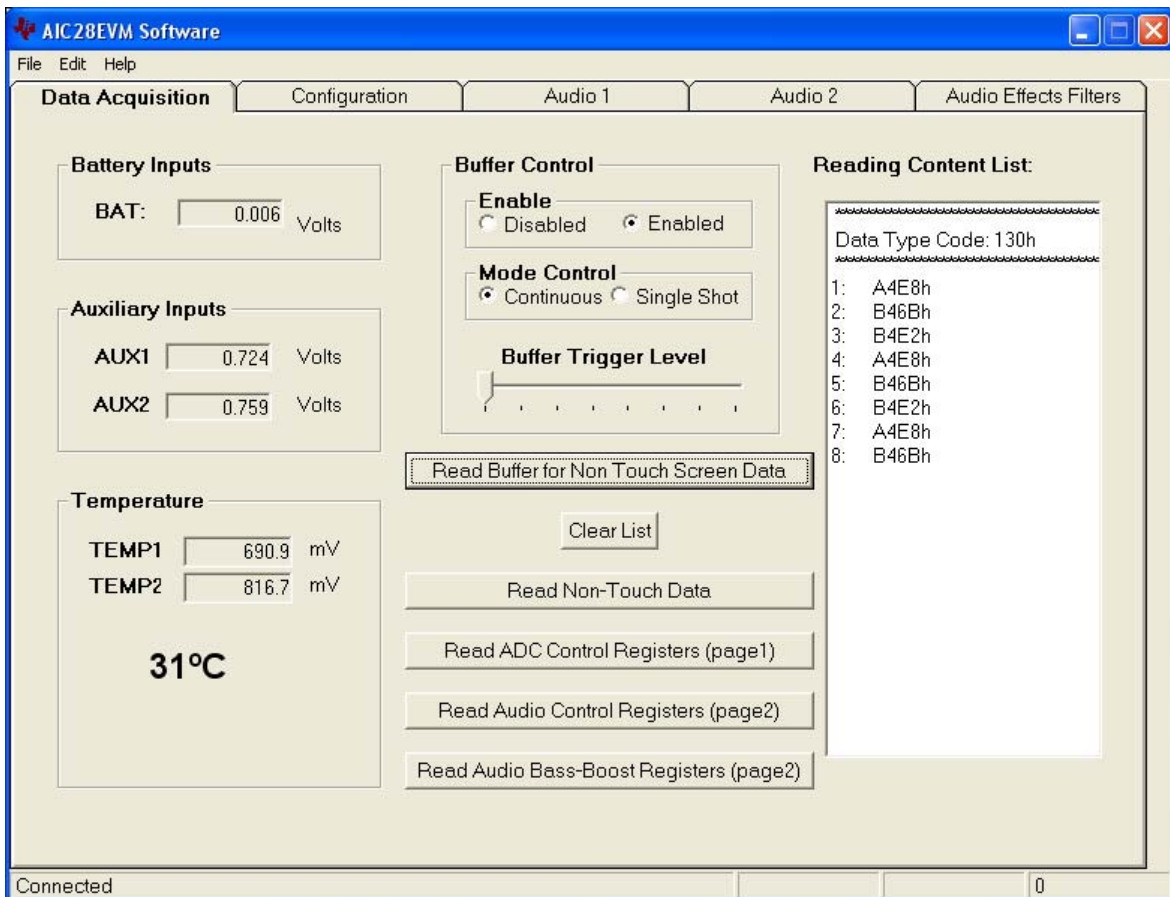 AIC28EVM Software
File Edit Help
Data Acquisition Configuration Audio 1 Audio 2 Audio Effects Filters
Battery Inputs
BAT: 0.006 Volts
Auxiliary Inputs
AUX1 0.724 Volts
AUX2 0.759 Volts
Temperature
TEMP1 690.9 mV
TEMP2 816.7 mV
31ºC
Buffer Control
Enable
Disabled Enabled
Mode Control
Continuous Single Shot
Buffer Trigger Level
Read Buffer for Non Touch Screen Data
Clear List
Read Non-Touch Data
Read ADC Control Registers (page1)
Read Audio Control Registers (page2)
Read Audio Bass-Boost Registers (page2)
Reading Content List:
Data Type Code: 130h
1: A4E8h
2: B46Bh
3: B4E2h
4: A4E8h
5: B46Bh
6: B4E2h
7: A4E8h
8: B46Bh
Connected 0